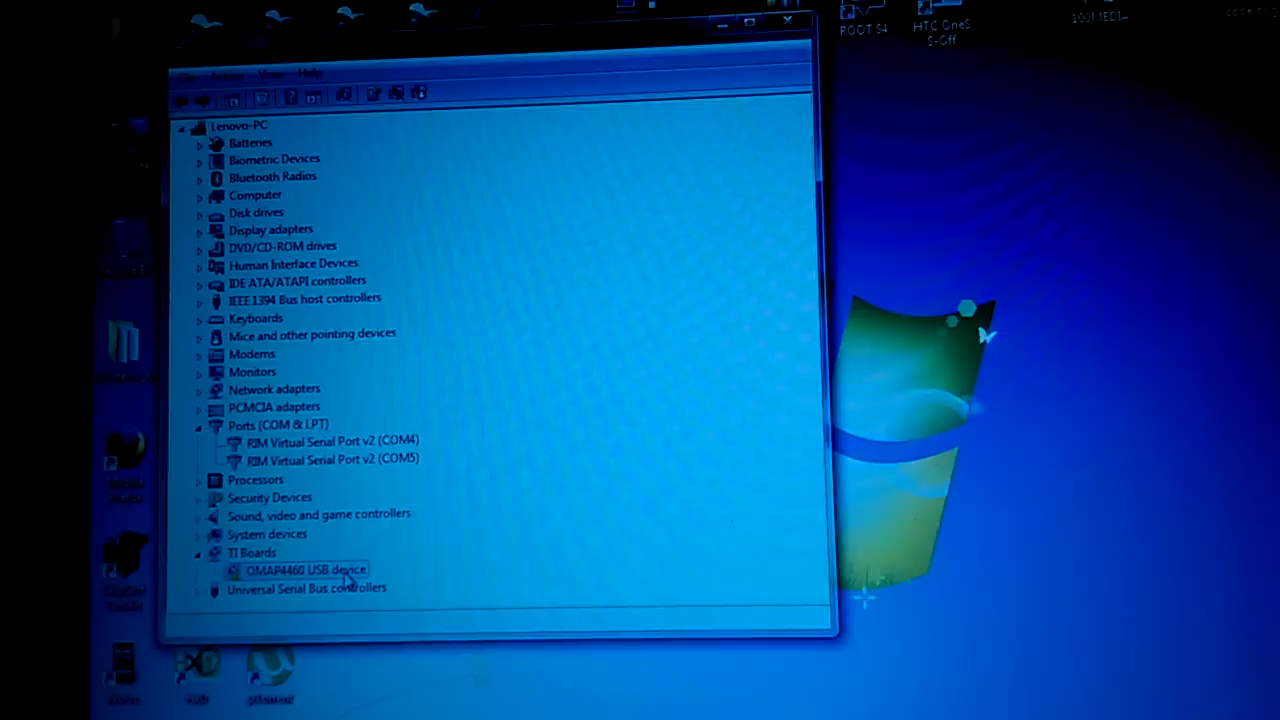 ROOT S4
HTC OneS
S-Off
Action View Help
Lenovo-PC
Batteries
Biometric Devices
Bluetooth Radios
Computer
Disk drives
Display adapters
DVD/CD-ROM drives
Human Interface Devices
IDE ATA/ATAPI controllers
IEEE 1394 Bus host controllers
Keyboards
Mice and other pointing devices
Modems
Monitors
Network adapters
PCMCIA adapters
Ports (COM & LPT)
RIM Virtual Serial Port v2 (COM4)
RIM Virtual Serial Port v2 (COM5)
Processors
Security Devices
Sound, video and game controllers
System devices
TI Boards
OMAP4460 USB device
Universal Serial Bus controllers
µTorrent